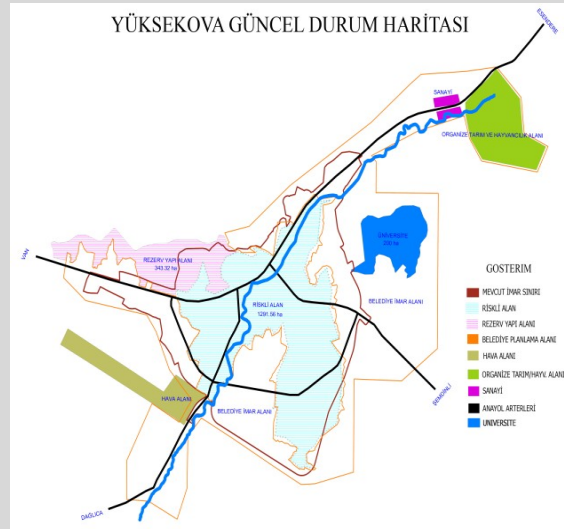 YÜKSEKOVA GÜNCEL DURUM HARİTASI
ESENDERE
SANAYİ
ORGANİZE TARIM VE HAYVANCILIK ALANI
ÜNİVERSİTE
VAN
REZERV YAPI ALANI
343.32 ha
RİSKLİ ALAN
1291.56 ha
BELEDİYE İMAR ALANI
ŞEMDİNLİ
HAVA ALANI
BELEDİYE İMAR ALANI
DAĞLICA
GOSTERIM
MEVCUT İMAR SINIRI
RİSKLİ ALAN
REZERV YAPI ALANİ
BELEDİYE PLANLAMA ALANI
HAVA ALANI
ORGANİZE TARIM/HAYV. ALANI
SANAYİ
ANAYOL ARTERLERİ
UNIVERSITE